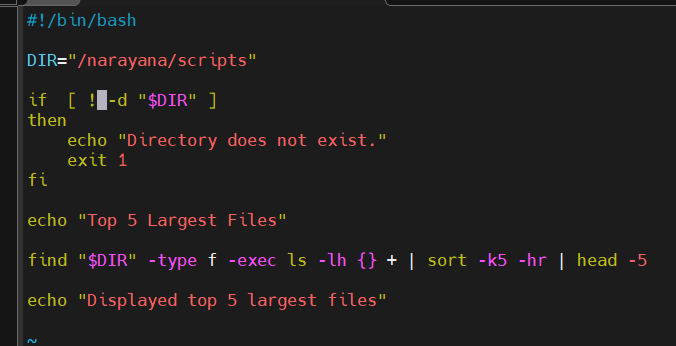 #!/bin/bash
DIR="/narayana/scripts"
if  [ ! -d "$DIR" ]
then
    echo "Directory does not exist."
    exit 1
fi
echo "Top 5 Largest Files"
find "$DIR" -type f -exec ls -lh {} + | sort -k5 -hr | head -5
echo "Displayed top 5 largest files"
~